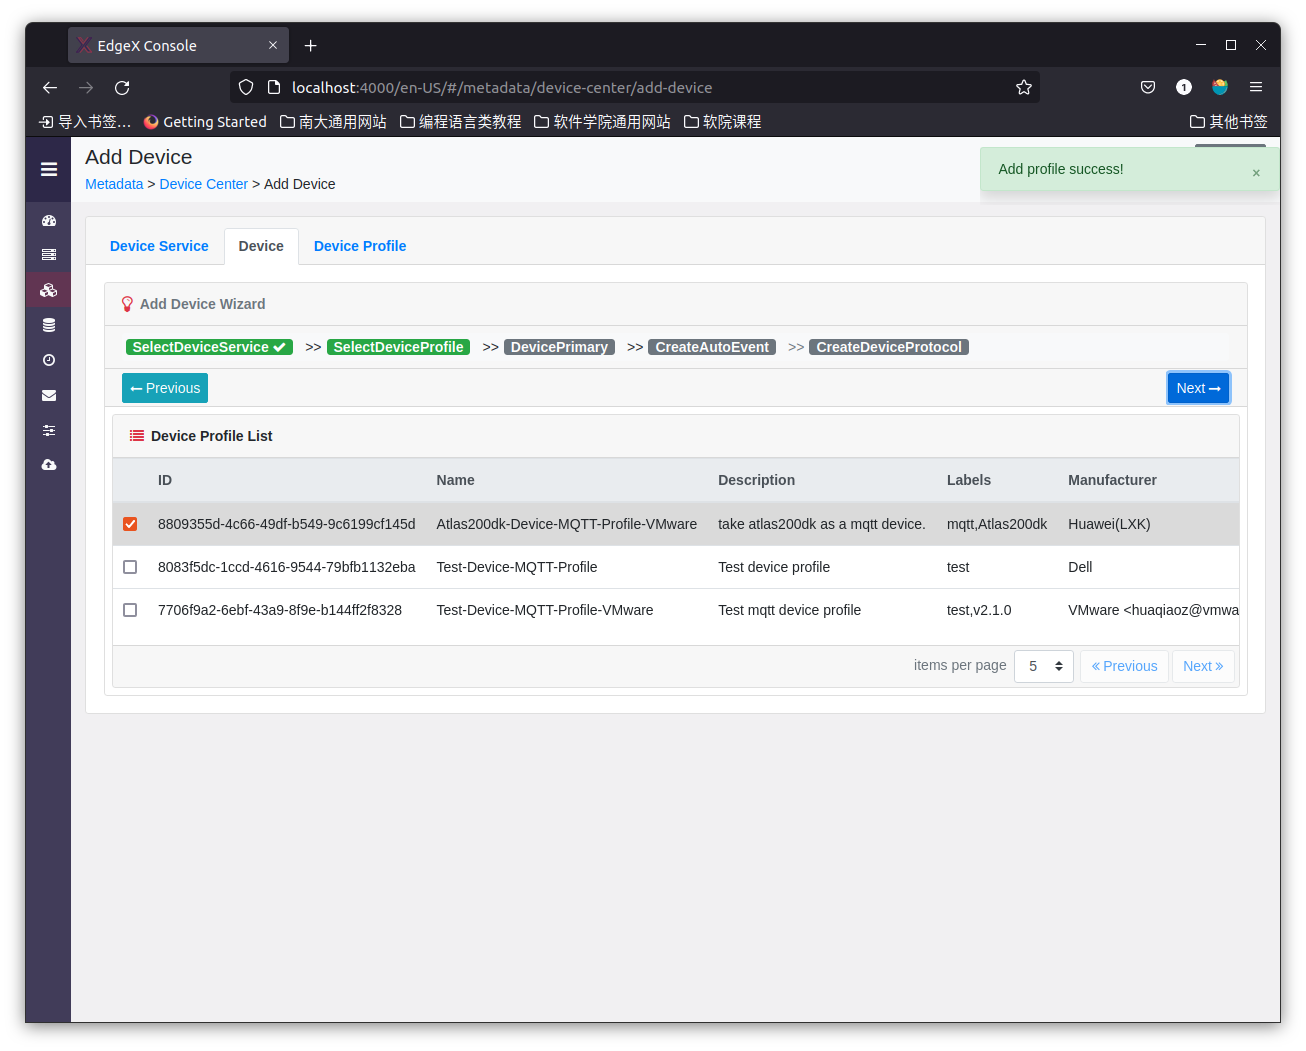 EdgeX Console
localhost:4000/en-US/#/metadata/device-center/add-device
1
导入书签… Getting Started 南大通用网站 编程语言类教程 软件学院通用网站 软院课程 其他书签
Add Device
Metadata > Device Center > Add Device
Add profile success! ×
Device Service Device Device Profile
Add Device Wizard
SelectDeviceService >> SelectDeviceProfile >> DevicePrimary >> CreateAutoEvent >> CreateDeviceProtocol
Previous Next
Device Profile List
ID Name Description Labels Manufacturer
8809355d-4c66-49df-b549-9c6199cf145d Atlas200dk-Device-MQTT-Profile-VMware take atlas200dk as a mqtt device. mqtt,Atlas200dk Huawei(LXK)
8083f5dc-1ccd-4616-9544-79bfb1132eba Test-Device-MQTT-Profile Test device profile test Dell
7706f9a2-6ebf-43a9-8f9e-b144ff2f8328 Test-Device-MQTT-Profile-VMware Test mqtt device profile test,v2.1.0 VMware <huaqiaoz@vmwa
items per page 5 « Previous Next »